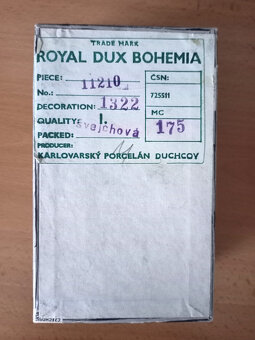 TRADE MARK
ROYAL DUX BOHEMIA
PIECE: 11210 ČSN:
No.: 725511
DECORATION: 1322 MC
QUALITY: I. 175
PACKED: Švejchová
PRODUCER:
KARLOVARSKÝ PORCELÁN DUCHCOV